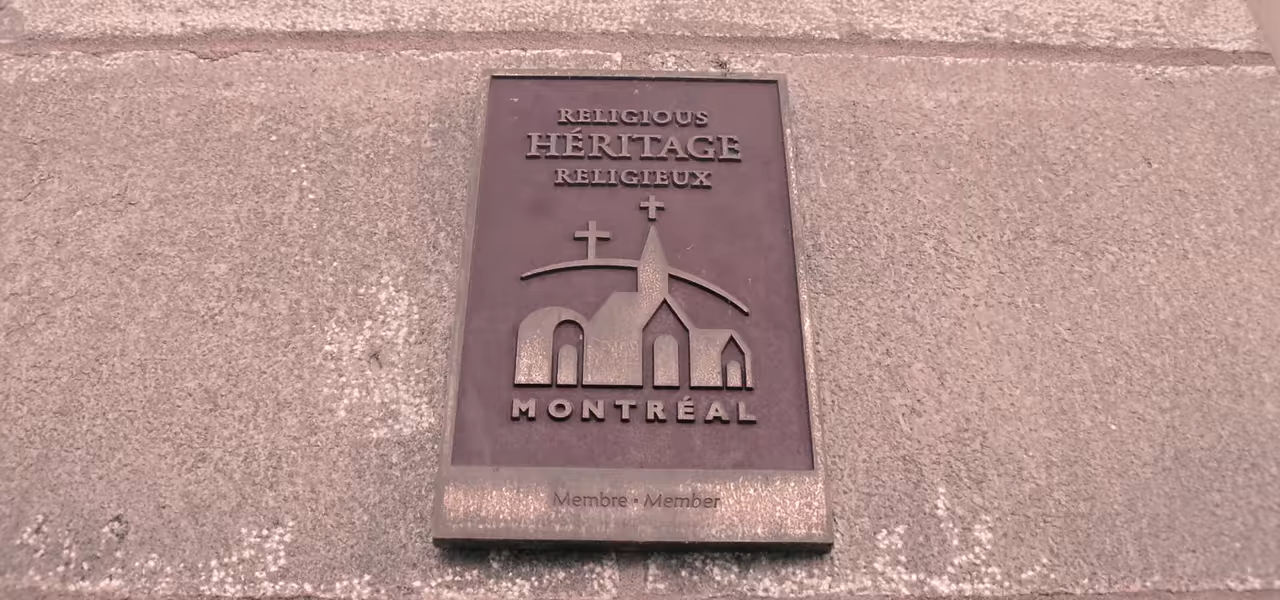 RELIGIOUS
HÉRITAGE
RELIGIEUX
MONTRÉAL
Membre • Member